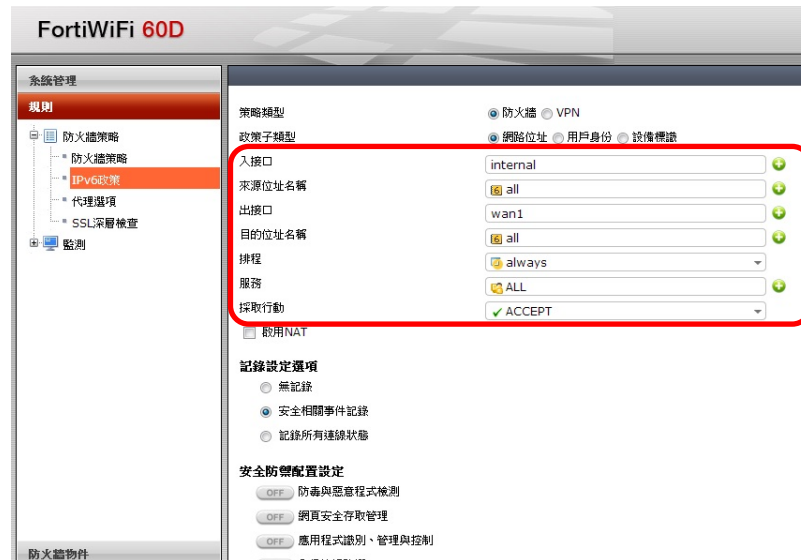 FortiWiFi 60D
系統管理
規則
防火牆策略
防火牆策略
IPv6政策
代理選項
SSL深層檢查
監測
防火牆物件
策略類型 防火牆 VPN
政策子類型 網路位址 用戶身份 設備標識
入接口 internal
來源位址名稱 6 all
出接口 wan1
目的位址名稱 6 all
排程 always
服務 ALL
採取行動 ACCEPT
啟用NAT
記錄設定選項
無記錄
安全相關事件記錄
記錄所有連線狀態
安全防禦配置設定
OFF 防毒與惡意程式檢測
OFF 網頁安全存取管理
OFF 應用程式識別、管理與控制